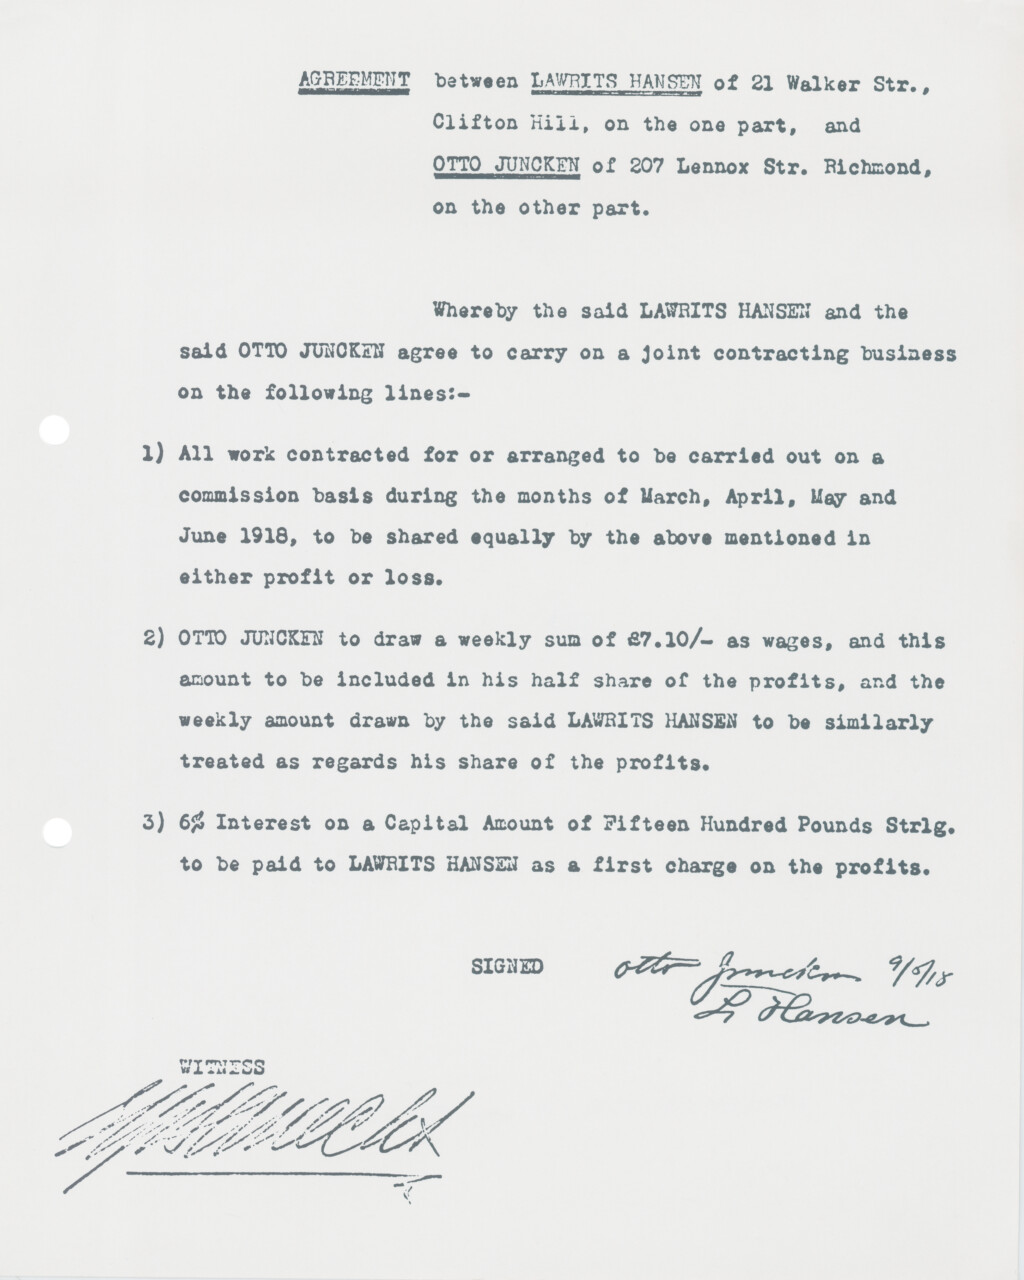 AGREEMENT between LAWRITS HANSEN of 21 Walker Str.,
Clifton Hill, on the one part, and
OTTO JUNCKEN of 207 Lennox Str. Richmond,
on the other part.
Whereby the said LAWRITS HANSEN and the
said OTTO JUNCKEN agree to carry on a joint contracting business
on the following lines:-
1) All work contracted for or arranged to be carried out on a
commission basis during the months of March, April, May and
June 1918, to be shared equally by the above mentioned in
either profit or loss.
2) OTTO JUNCKEN to draw a weekly sum of £7.10/- as wages, and this
amount to be included in his half share of the profits, and the
weekly amount drawn by the said LAWRITS HANSEN to be similarly
treated as regards his share of the profits.
3) 6% Interest on a Capital Amount of Fifteen Hundred Pounds Strlg.
to be paid to LAWRITS HANSEN as a first charge on the profits.
SIGNED Otto Juncken
L Hansen
WITNESS